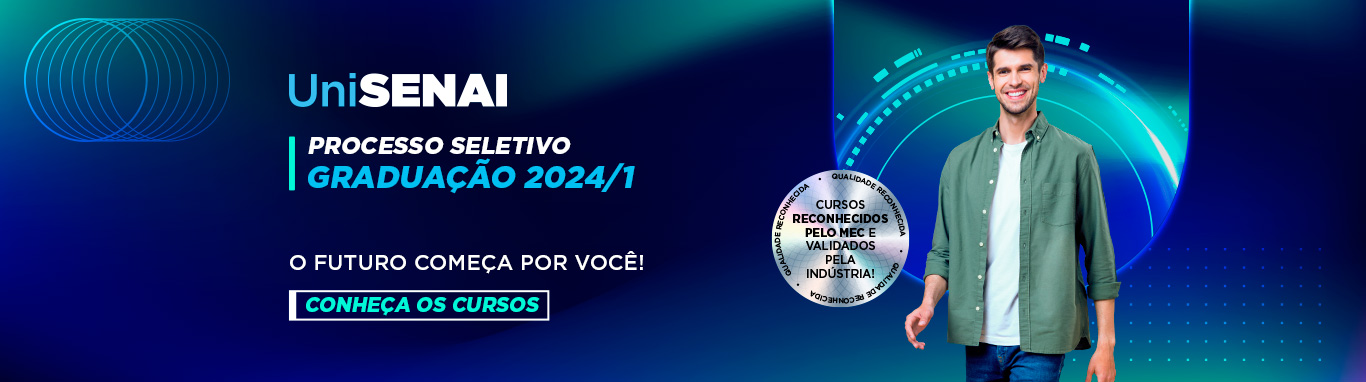 UniSENAI
PROCESSO SELETIVO
GRADUAÇÃO 2024/1
O FUTURO COMEÇA POR VOCÊ!
CONHEÇA OS CURSOS
QUALIDADE RECONHECIDA • QUALIDADE RECONHECIDA • QUALIDADE RECONHECIDA • QUALIDADE RECONHECIDA •
CURSOS
RECONHECIDOS
PELO MEC E
VALIDADOS
PELA
INDÚSTRIA!